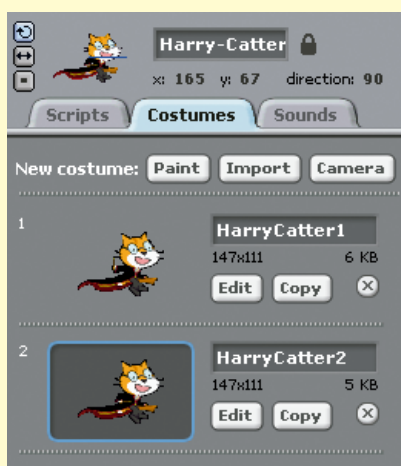 Harry-Catter
x: 165 y: 67 direction: 90
Scripts Costumes Sounds
New costume: Paint Import Camera
1
HarryCatter1
147x111 6 KB
Edit Copy
2
HarryCatter2
147x111 5 KB
Edit Copy